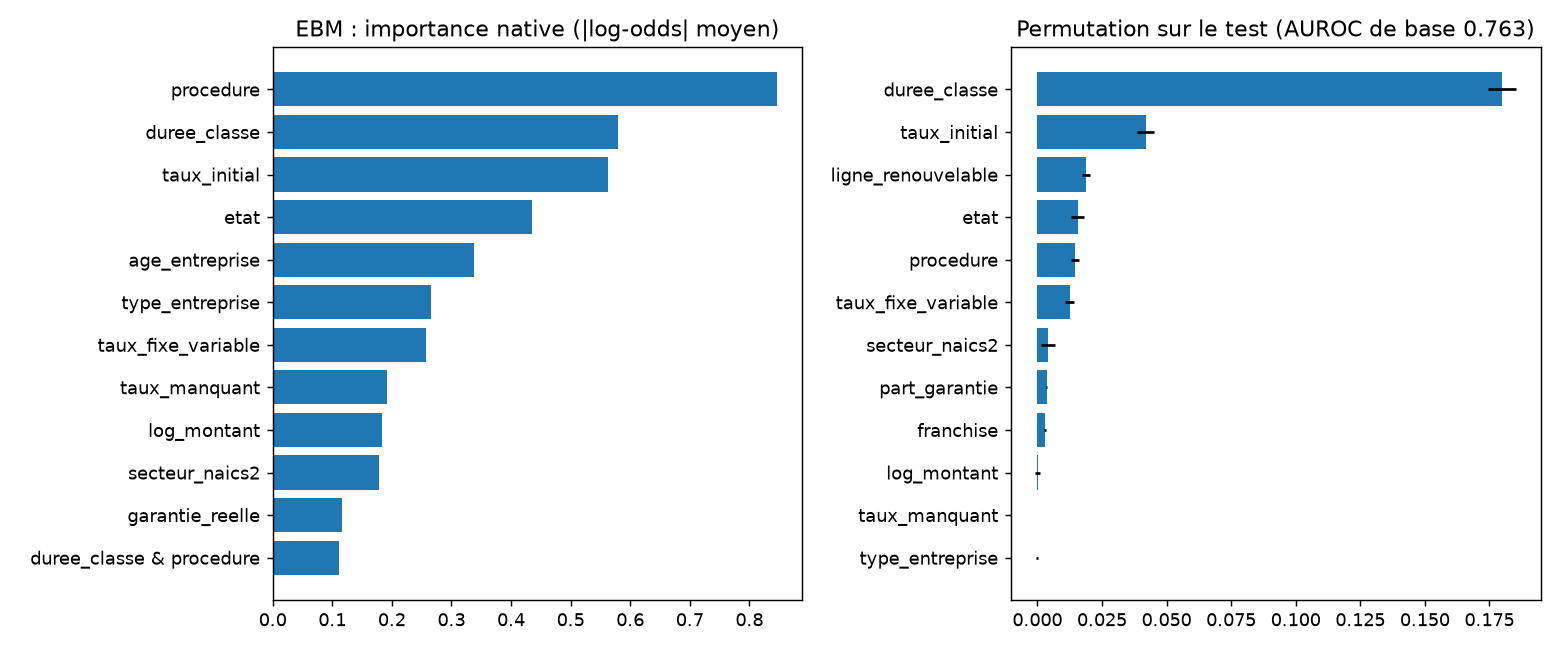 EBM : importance native (|log-odds| moyen)
procedure
duree_classe
taux_initial
etat
age_entreprise
type_entreprise
taux_fixe_variable
taux_manquant
log_montant
secteur_naics2
garantie_reelle
duree_classe & procedure
0.0 0.1 0.2 0.3 0.4 0.5 0.6 0.7 0.8
Permutation sur le test (AUROC de base 0.763)
duree_classe
taux_initial
ligne_renouvelable
etat
procedure
taux_fixe_variable
secteur_naics2
part_garantie
franchise
log_montant
taux_manquant
type_entreprise
0.000 0.025 0.050 0.075 0.100 0.125 0.150 0.175